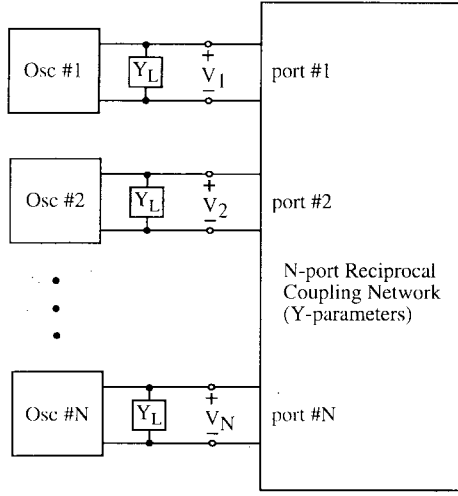 Osc #1
Y_L
+
V_1
−
port #1
Osc #2
Y_L
+
V_2
−
port #2
N-port Reciprocal
Coupling Network
(Y-parameters)
Osc #N
Y_L
+
V_N
−
port #N